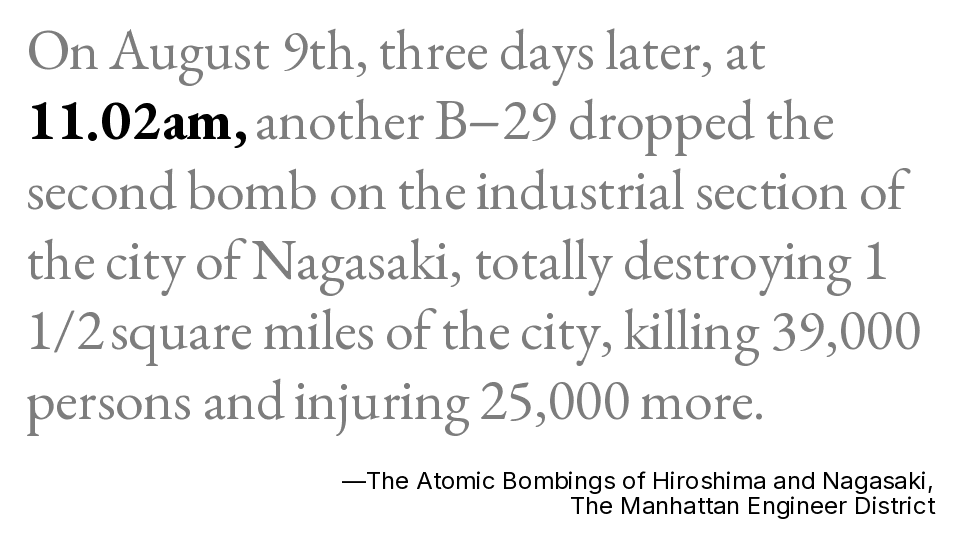 On August 9th, three days later, at
11.02am, another B–29 dropped the
second bomb on the industrial section of
the city of Nagasaki, totally destroying 1
1/2 square miles of the city, killing 39,000
persons and injuring 25,000 more.
—The Atomic Bombings of Hiroshima and Nagasaki,
The Manhattan Engineer District